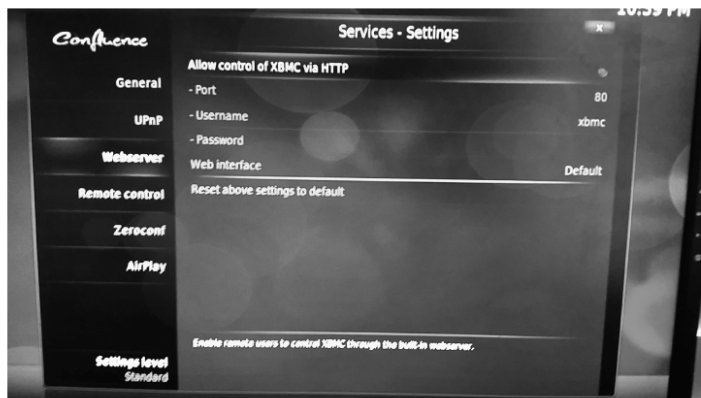 10:39 PM
Confluence
Services - Settings
General
UPnP
Webserver
Remote control
Zeroconf
AirPlay
Settings level
Standard
Allow control of XBMC via HTTP
- Port 80
- Username xbmc
- Password
Web interface Default
Reset above settings to default
Enable remote users to control XBMC through the built-in webserver.